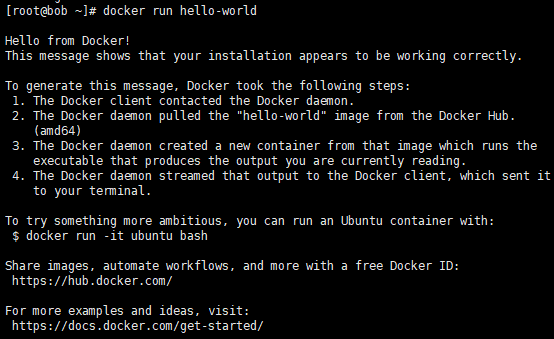 [root@bob ~]# docker run hello-world
Hello from Docker!
This message shows that your installation appears to be working correctly.
To generate this message, Docker took the following steps:
1. The Docker client contacted the Docker daemon.
2. The Docker daemon pulled the "hello-world" image from the Docker Hub.
(amd64)
3. The Docker daemon created a new container from that image which runs the
executable that produces the output you are currently reading.
4. The Docker daemon streamed that output to the Docker client, which sent it
to your terminal.
To try something more ambitious, you can run an Ubuntu container with:
$ docker run -it ubuntu bash
Share images, automate workflows, and more with a free Docker ID:
https://hub.docker.com/
For more examples and ideas, visit:
https://docs.docker.com/get-started/